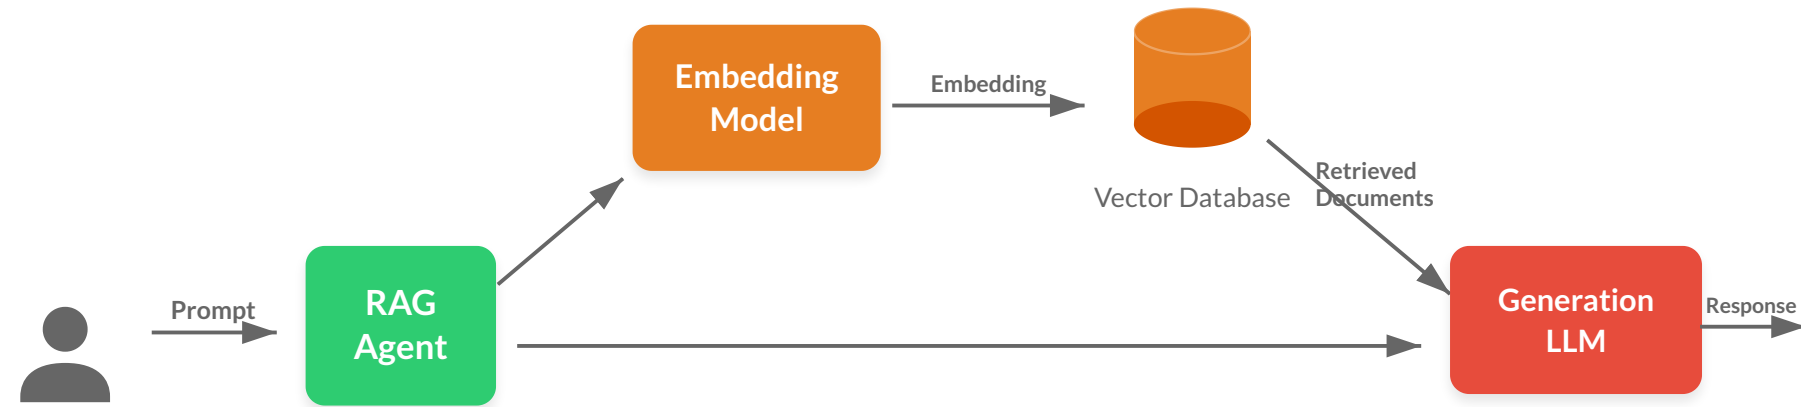 Embedding
Model
Embedding
Vector Database
Retrieved
Documents
Prompt
RAG
Agent
Generation
LLM
Response